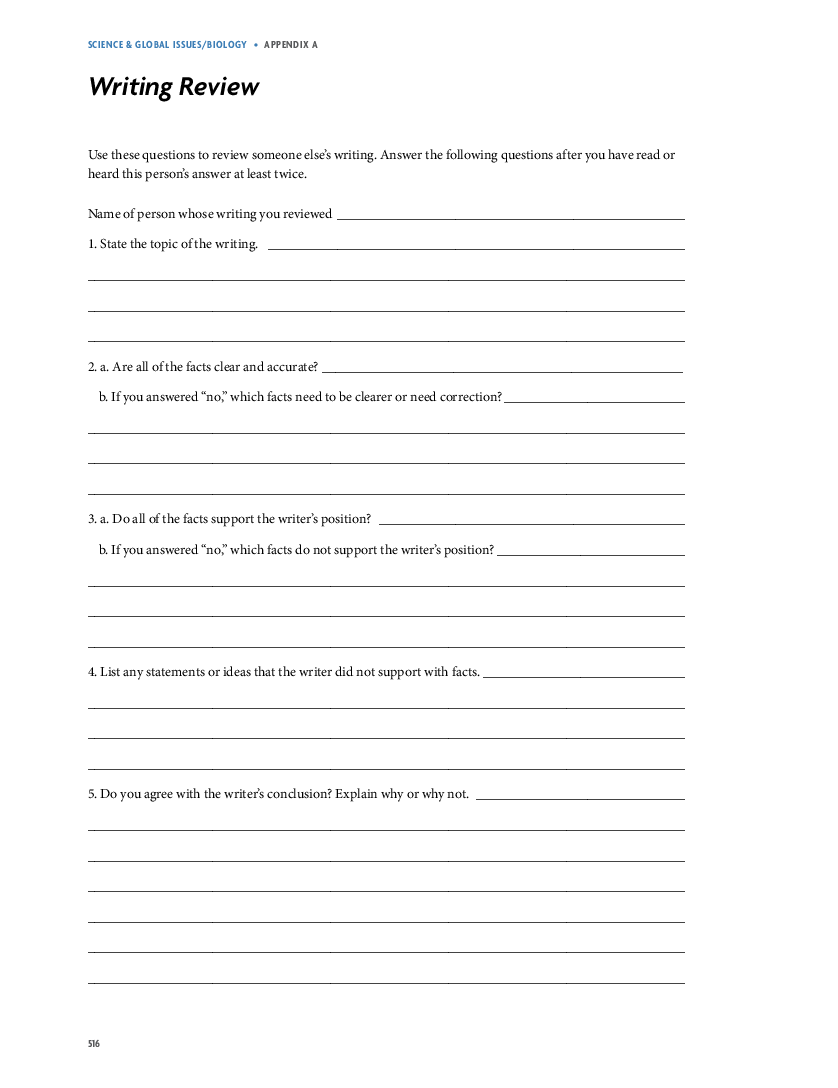 SCIENCE & GLOBAL ISSUES/BIOLOGY • APPENDIX A
Writing Review
Use these questions to review someone else’s writing. Answer the following questions after you have read or
heard this person’s answer at least twice.
Name of person whose writing you reviewed
1. State the topic of the writing.
2. a. Are all of the facts clear and accurate?
b. If you answered “no,” which facts need to be clearer or need correction?
3. a. Do all of the facts support the writer’s position?
b. If you answered “no,” which facts do not support the writer’s position?
4. List any statements or ideas that the writer did not support with facts.
5. Do you agree with the writer’s conclusion? Explain why or why not.
516